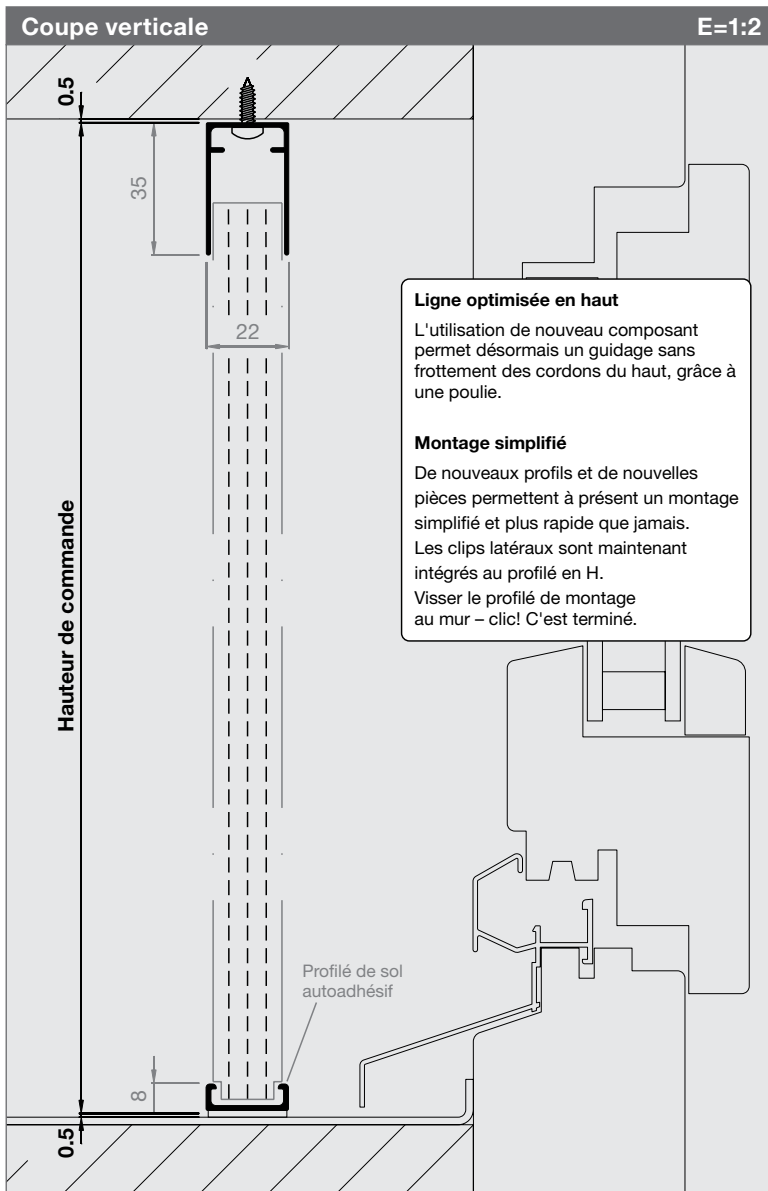 Coupe verticale E=1:2
0.5
35
22
Ligne optimisée en haut
L'utilisation de nouveau composant
permet désormais un guidage sans
frottement des cordons du haut, grâce à
une poulie.
Montage simplifié
De nouveaux profils et de nouvelles
pièces permettent à présent un montage
simplifié et plus rapide que jamais.
Les clips latéraux sont maintenant
intégrés au profilé en H.
Visser le profilé de montage
au mur – clic! C'est terminé.
Hauteur de commande
Profilé de sol
autoadhésif
8
0.5